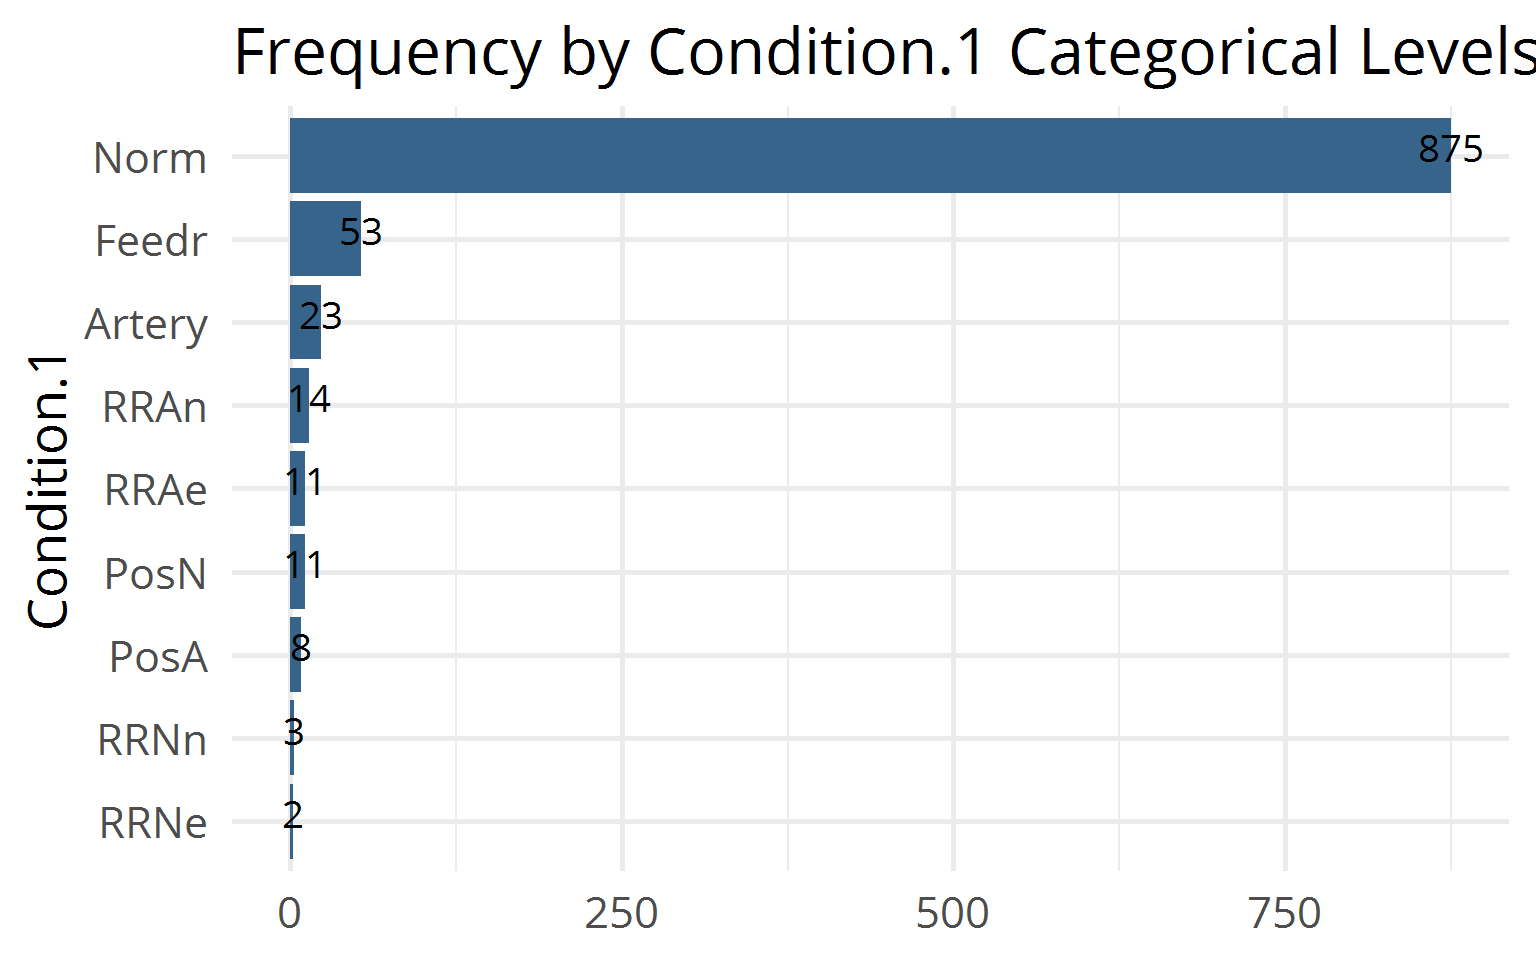 Frequency by Condition.1 Categorical Levels
Condition.1
Norm 875
Feedr 53
Artery 23
RRAn 14
RRAe 11
PosN 11
PosA 8
RRNn 3
RRNe 2
0 250 500 750